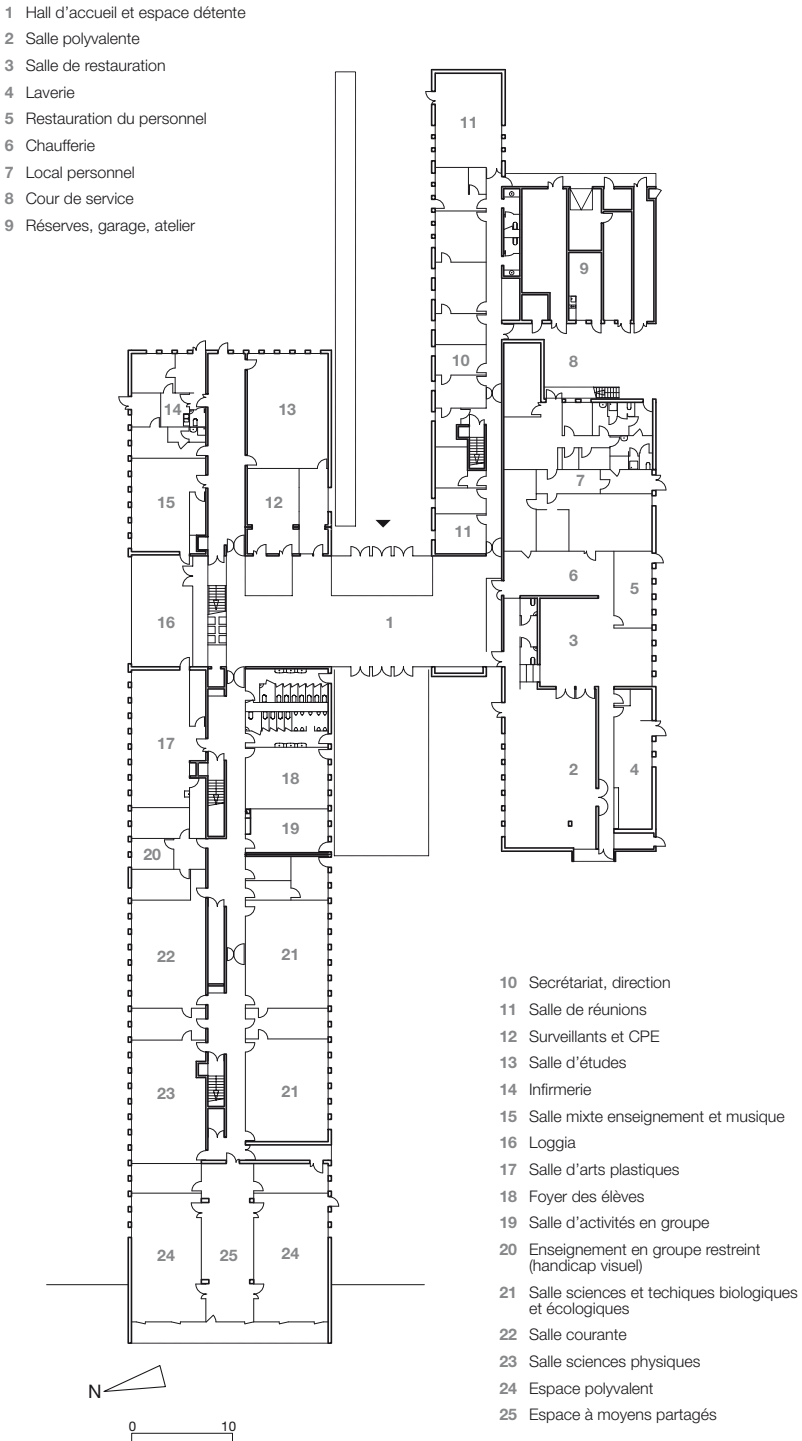 1 Hall d’accueil et espace détente
2 Salle polyvalente
3 Salle de restauration
4 Laverie
5 Restauration du personnel
6 Chaufferie
7 Local personnel
8 Cour de service
9 Réserves, garage, atelier
11
9
10
8
14
13
15
12
7
11
6
5
16
1
3
17
18
2
4
19
20
22
21
23
21
24
25
24
10 Secrétariat, direction
11 Salle de réunions
12 Surveillants et CPE
13 Salle d’études
14 Infirmerie
15 Salle mixte enseignement et musique
16 Loggia
17 Salle d’arts plastiques
18 Foyer des élèves
19 Salle d’activités en groupe
20 Enseignement en groupe restreint
(handicap visuel)
21 Salle sciences et techiques biologiques
et écologiques
22 Salle courante
23 Salle sciences physiques
24 Espace polyvalent
25 Espace à moyens partagés
N
0 10